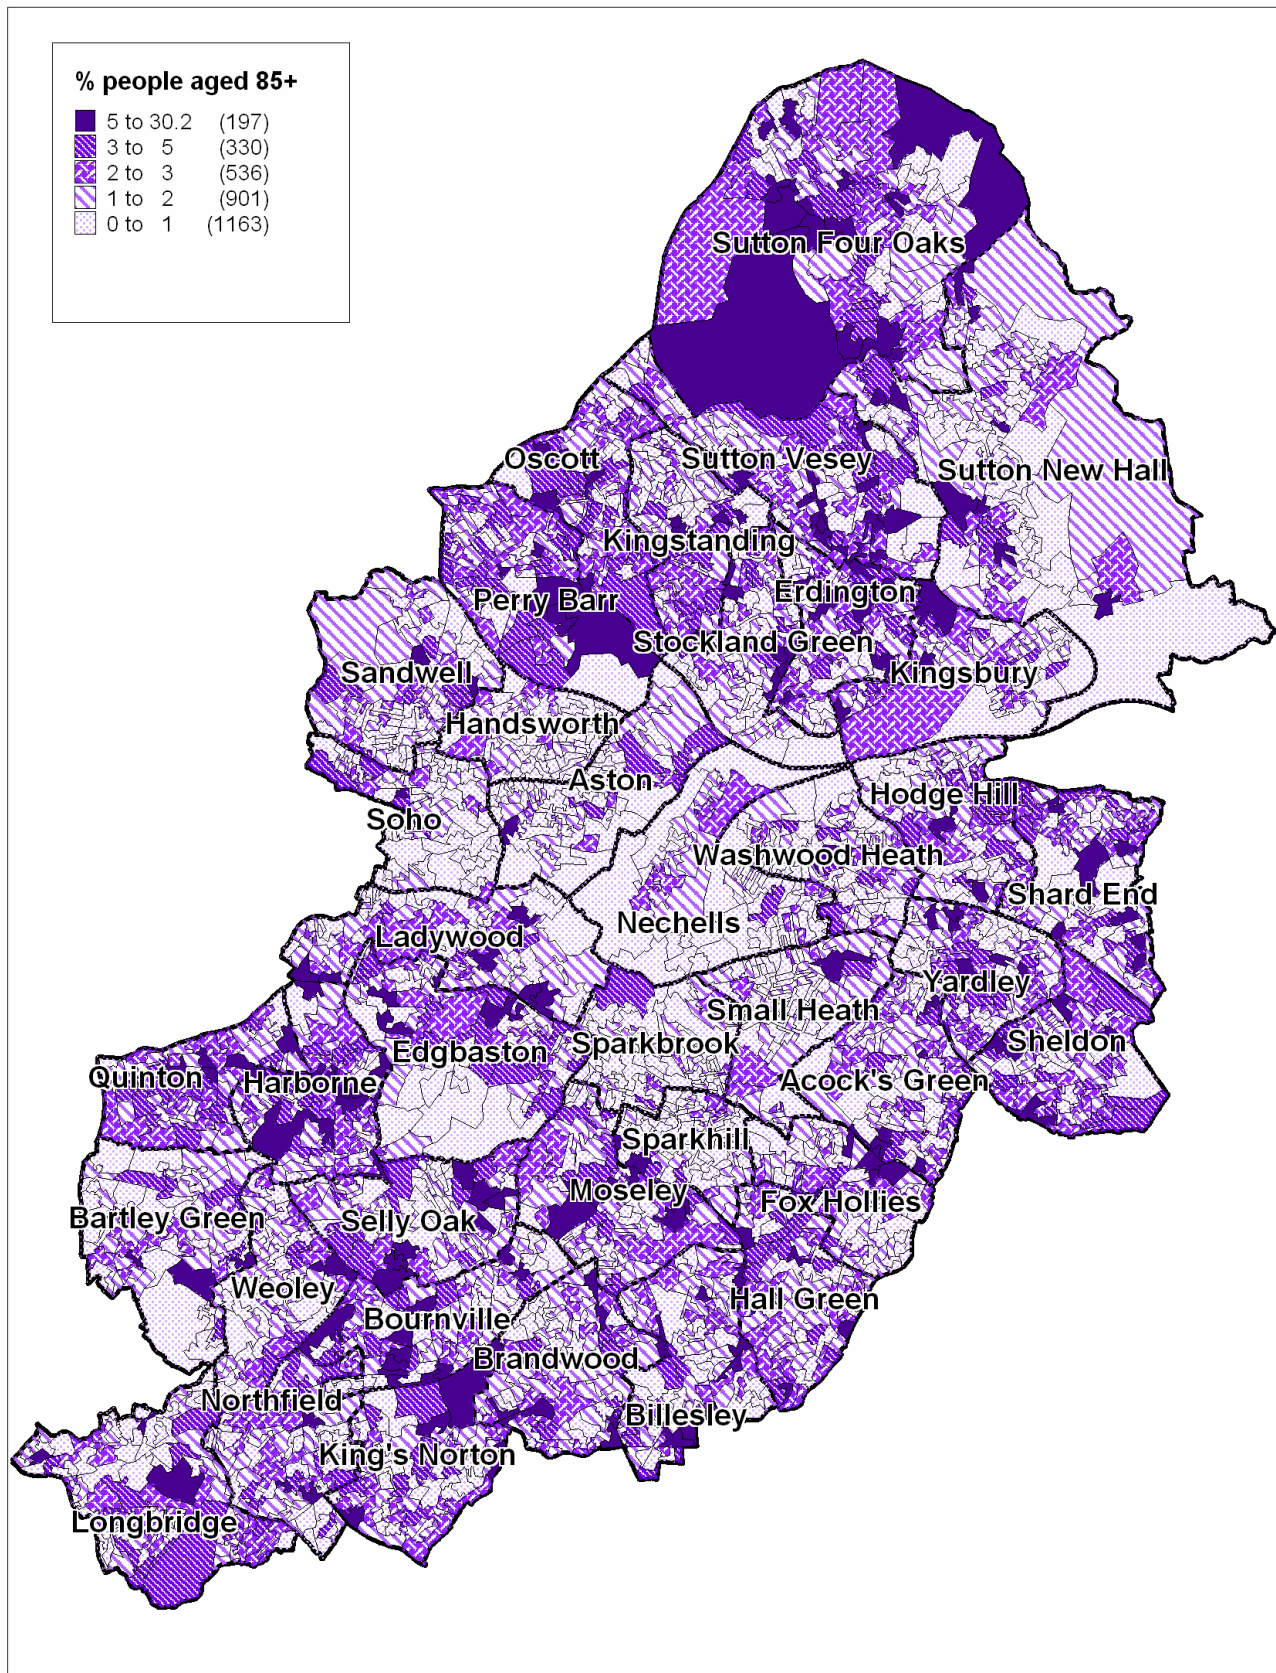 % people aged 85+
5 to 30.2 (197)
3 to 5 (330)
2 to 3 (536)
1 to 2 (901)
0 to 1 (1163)
Sutton Four Oaks
Oscott
Sutton Vesey
Sutton New Hall
Kingstanding
Perry Barr
Erdington
Stockland Green
Sandwell
Kingsbury
Handsworth
Aston
Hodge Hill
Soho
Washwood Heath
Shard End
Nechells
Ladywood
Yardley
Small Heath
Edgbaston
Sparkbrook
Sheldon
Quinton
Harborne
Acock's Green
Sparkhill
Moseley
Fox Hollies
Bartley Green
Selly Oak
Weoley
Hall Green
Bournville
Brandwood
Northfield
Billesley
King's Norton
Longbridge